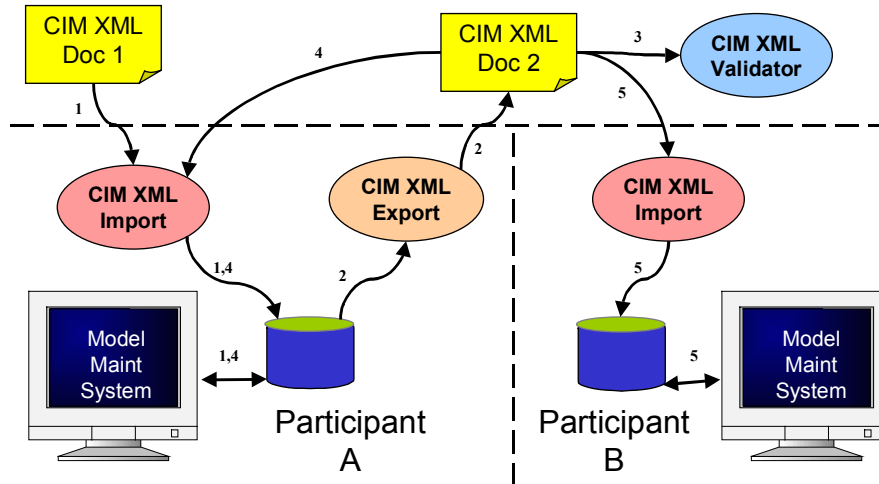 CIM XML
Doc 1
4
CIM XML
Doc 2
3
CIM XML
Validator
1
5
2
CIM XML
Import
CIM XML
Export
CIM XML
Import
1,4
2
5
Model
Maint
System
1,4
5
Model
Maint
System
Participant
A
Participant
B